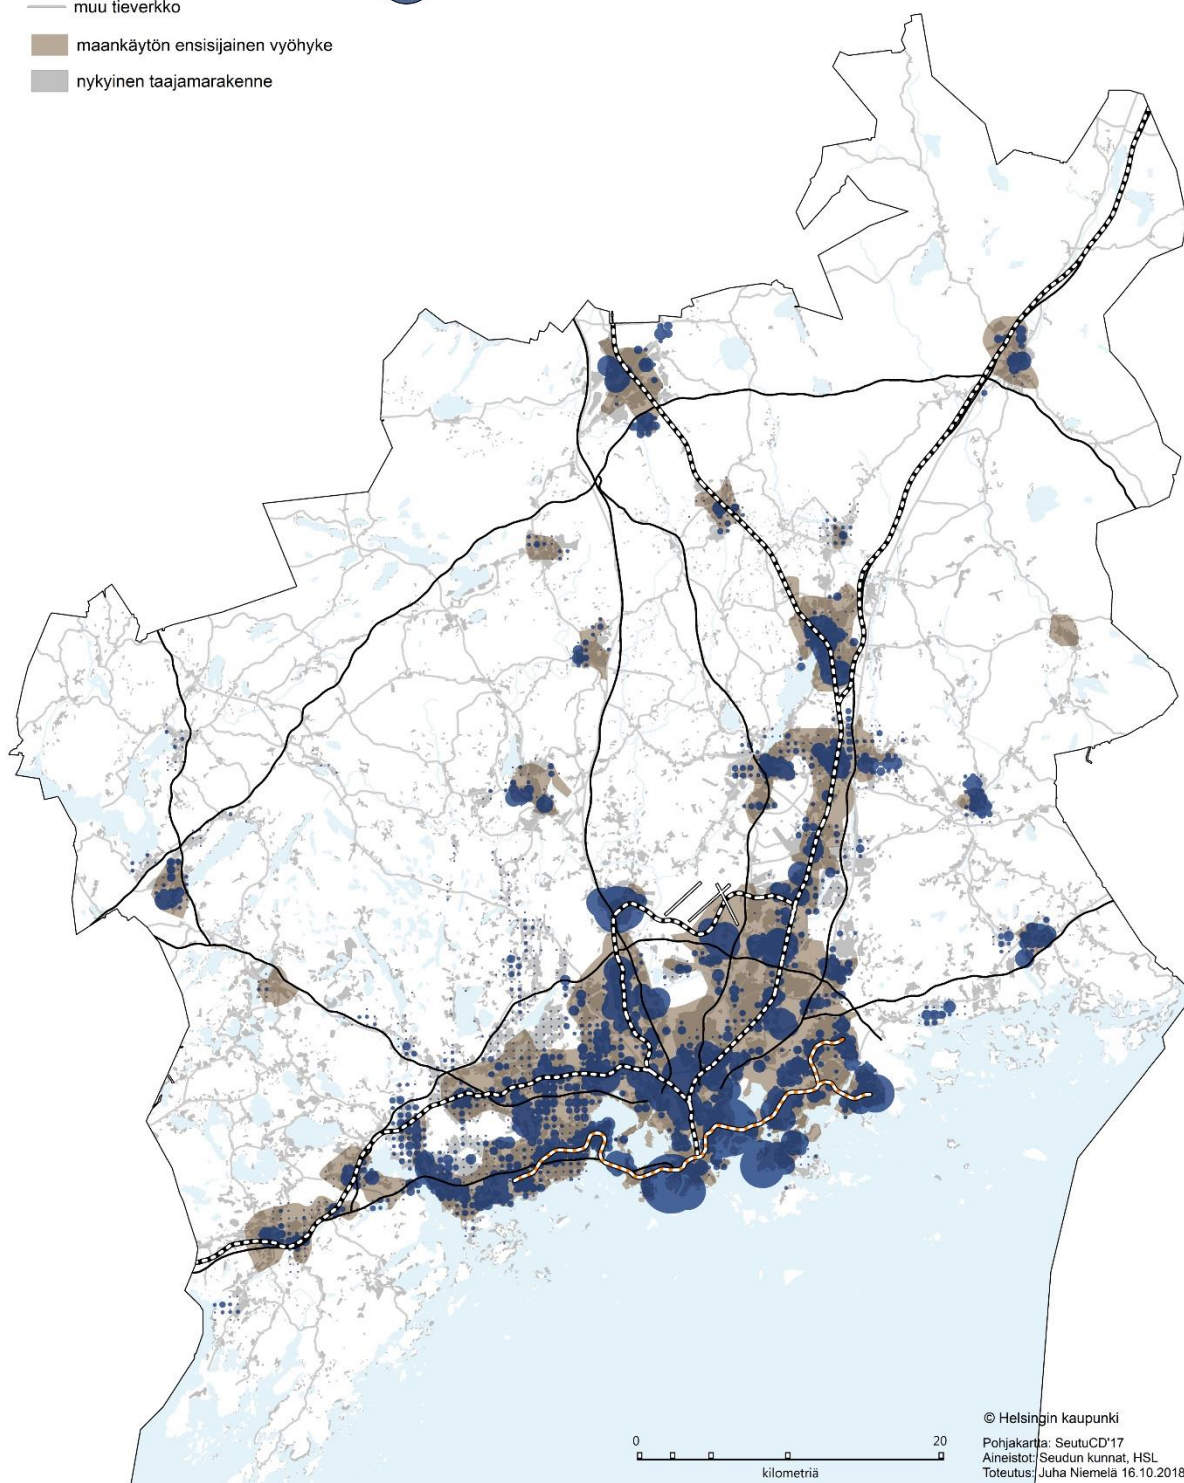 muu tieverkko
maankäytön ensisijainen vyöhyke
nykyinen taajamarakenne
© Helsingin kaupunki
0 20
kilometriä
Pohjakartta: SeutuCD'17
Aineistot: Seudun kunnat, HSL
Toteutus: Juha Niemelä 16.10.2018